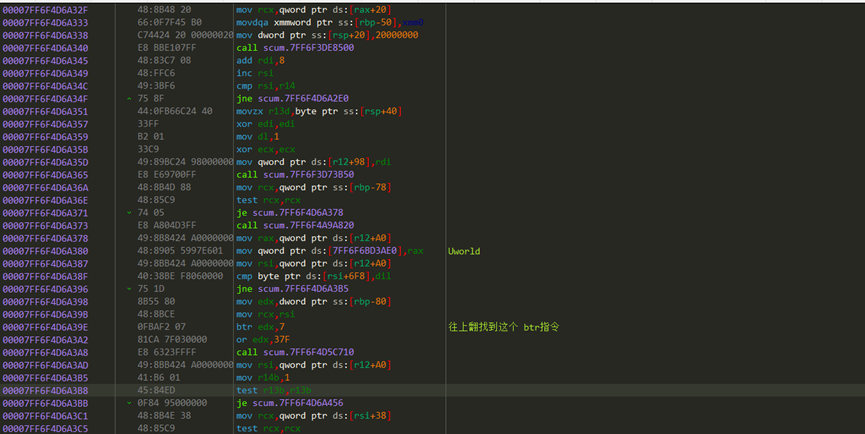 00007FF6F4D6A32F 48:8B48 20 mov rcx,qword ptr ds:[rax+20]
00007FF6F4D6A333 66:0F7F45 B0 movdqa xmmword ptr ss:[rbp-50],xmm0
00007FF6F4D6A338 C74424 20 00000020 mov dword ptr ss:[rsp+20],20000000
00007FF6F4D6A340 E8 BBE107FF call scum.7FF6F3DE8500
00007FF6F4D6A345 48:83C7 08 add rdi,8
00007FF6F4D6A349 48:FFC6 inc rsi
00007FF6F4D6A34C 49:3BF6 cmp rsi,r14
00007FF6F4D6A34F 75 8F jne scum.7FF6F4D6A2E0
00007FF6F4D6A351 44:0FB66C24 40 movzx r13d,byte ptr ss:[rsp+40]
00007FF6F4D6A357 33FF xor edi,edi
00007FF6F4D6A359 B2 01 mov dl,1
00007FF6F4D6A35B 33C9 xor ecx,ecx
00007FF6F4D6A35D 49:89BC24 98000000 mov qword ptr ds:[r12+98],rdi
00007FF6F4D6A365 E8 E69700FF call scum.7FF6F3D73B50
00007FF6F4D6A36A 48:8B4D 88 mov rcx,qword ptr ss:[rbp-78]
00007FF6F4D6A36E 48:85C9 test rcx,rcx
00007FF6F4D6A371 74 05 je scum.7FF6F4D6A378
00007FF6F4D6A373 E8 A804D3FF call scum.7FF6F4A9A820
00007FF6F4D6A378 49:8B8424 A0000000 mov rax,qword ptr ds:[r12+A0]
00007FF6F4D6A380 48:8905 5997E601 mov qword ptr ds:[7FF6F6BD3AE0],rax Uworld
00007FF6F4D6A387 49:8BB424 A0000000 mov rsi,qword ptr ds:[r12+A0]
00007FF6F4D6A38F 40:38BE F8060000 cmp byte ptr ds:[rsi+6F8],dil
00007FF6F4D6A396 75 1D jne scum.7FF6F4D6A3B5
00007FF6F4D6A398 8B55 80 mov edx,dword ptr ss:[rbp-80]
00007FF6F4D6A39B 48:8BCE mov rcx,rsi
00007FF6F4D6A39E 0FBAF2 07 btr edx,7 往上翻找到这个 btr指令
00007FF6F4D6A3A2 81CA 7F030000 or edx,37F
00007FF6F4D6A3A8 E8 6323FFFF call scum.7FF6F4D5C710
00007FF6F4D6A3AD 49:8BB424 A0000000 mov rsi,qword ptr ds:[r12+A0]
00007FF6F4D6A3B5 41:B6 01 mov r14b,1
00007FF6F4D6A3B8 45:84ED test r13b,r13b
00007FF6F4D6A3BB 0F84 95000000 je scum.7FF6F4D6A456
00007FF6F4D6A3C1 48:8B4E 38 mov rcx,qword ptr ds:[rsi+38]
00007FF6F4D6A3C5 48:85C9 test rcx,rcx